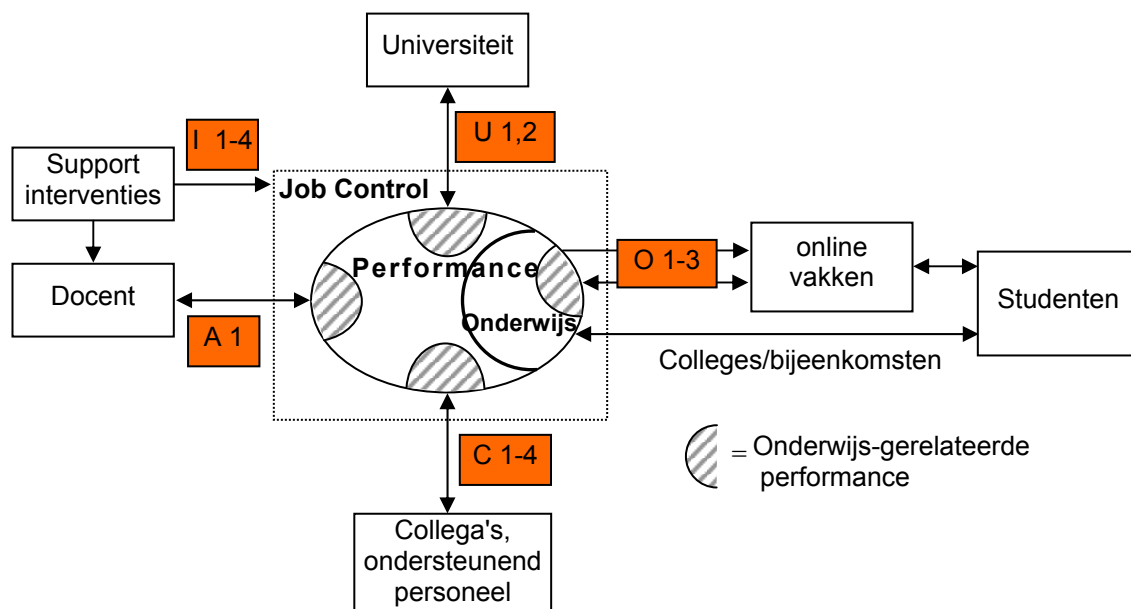 Universiteit
I 1-4
U 1,2
Support
interventies
Job Control
Performance
O 1-3
online
vakken
Docent
Onderwijs
Studenten
A 1
Colleges/bijeenkomsten
C 1-4
= Onderwijs-gerelateerde
performance
Collega's,
ondersteunend
personeel